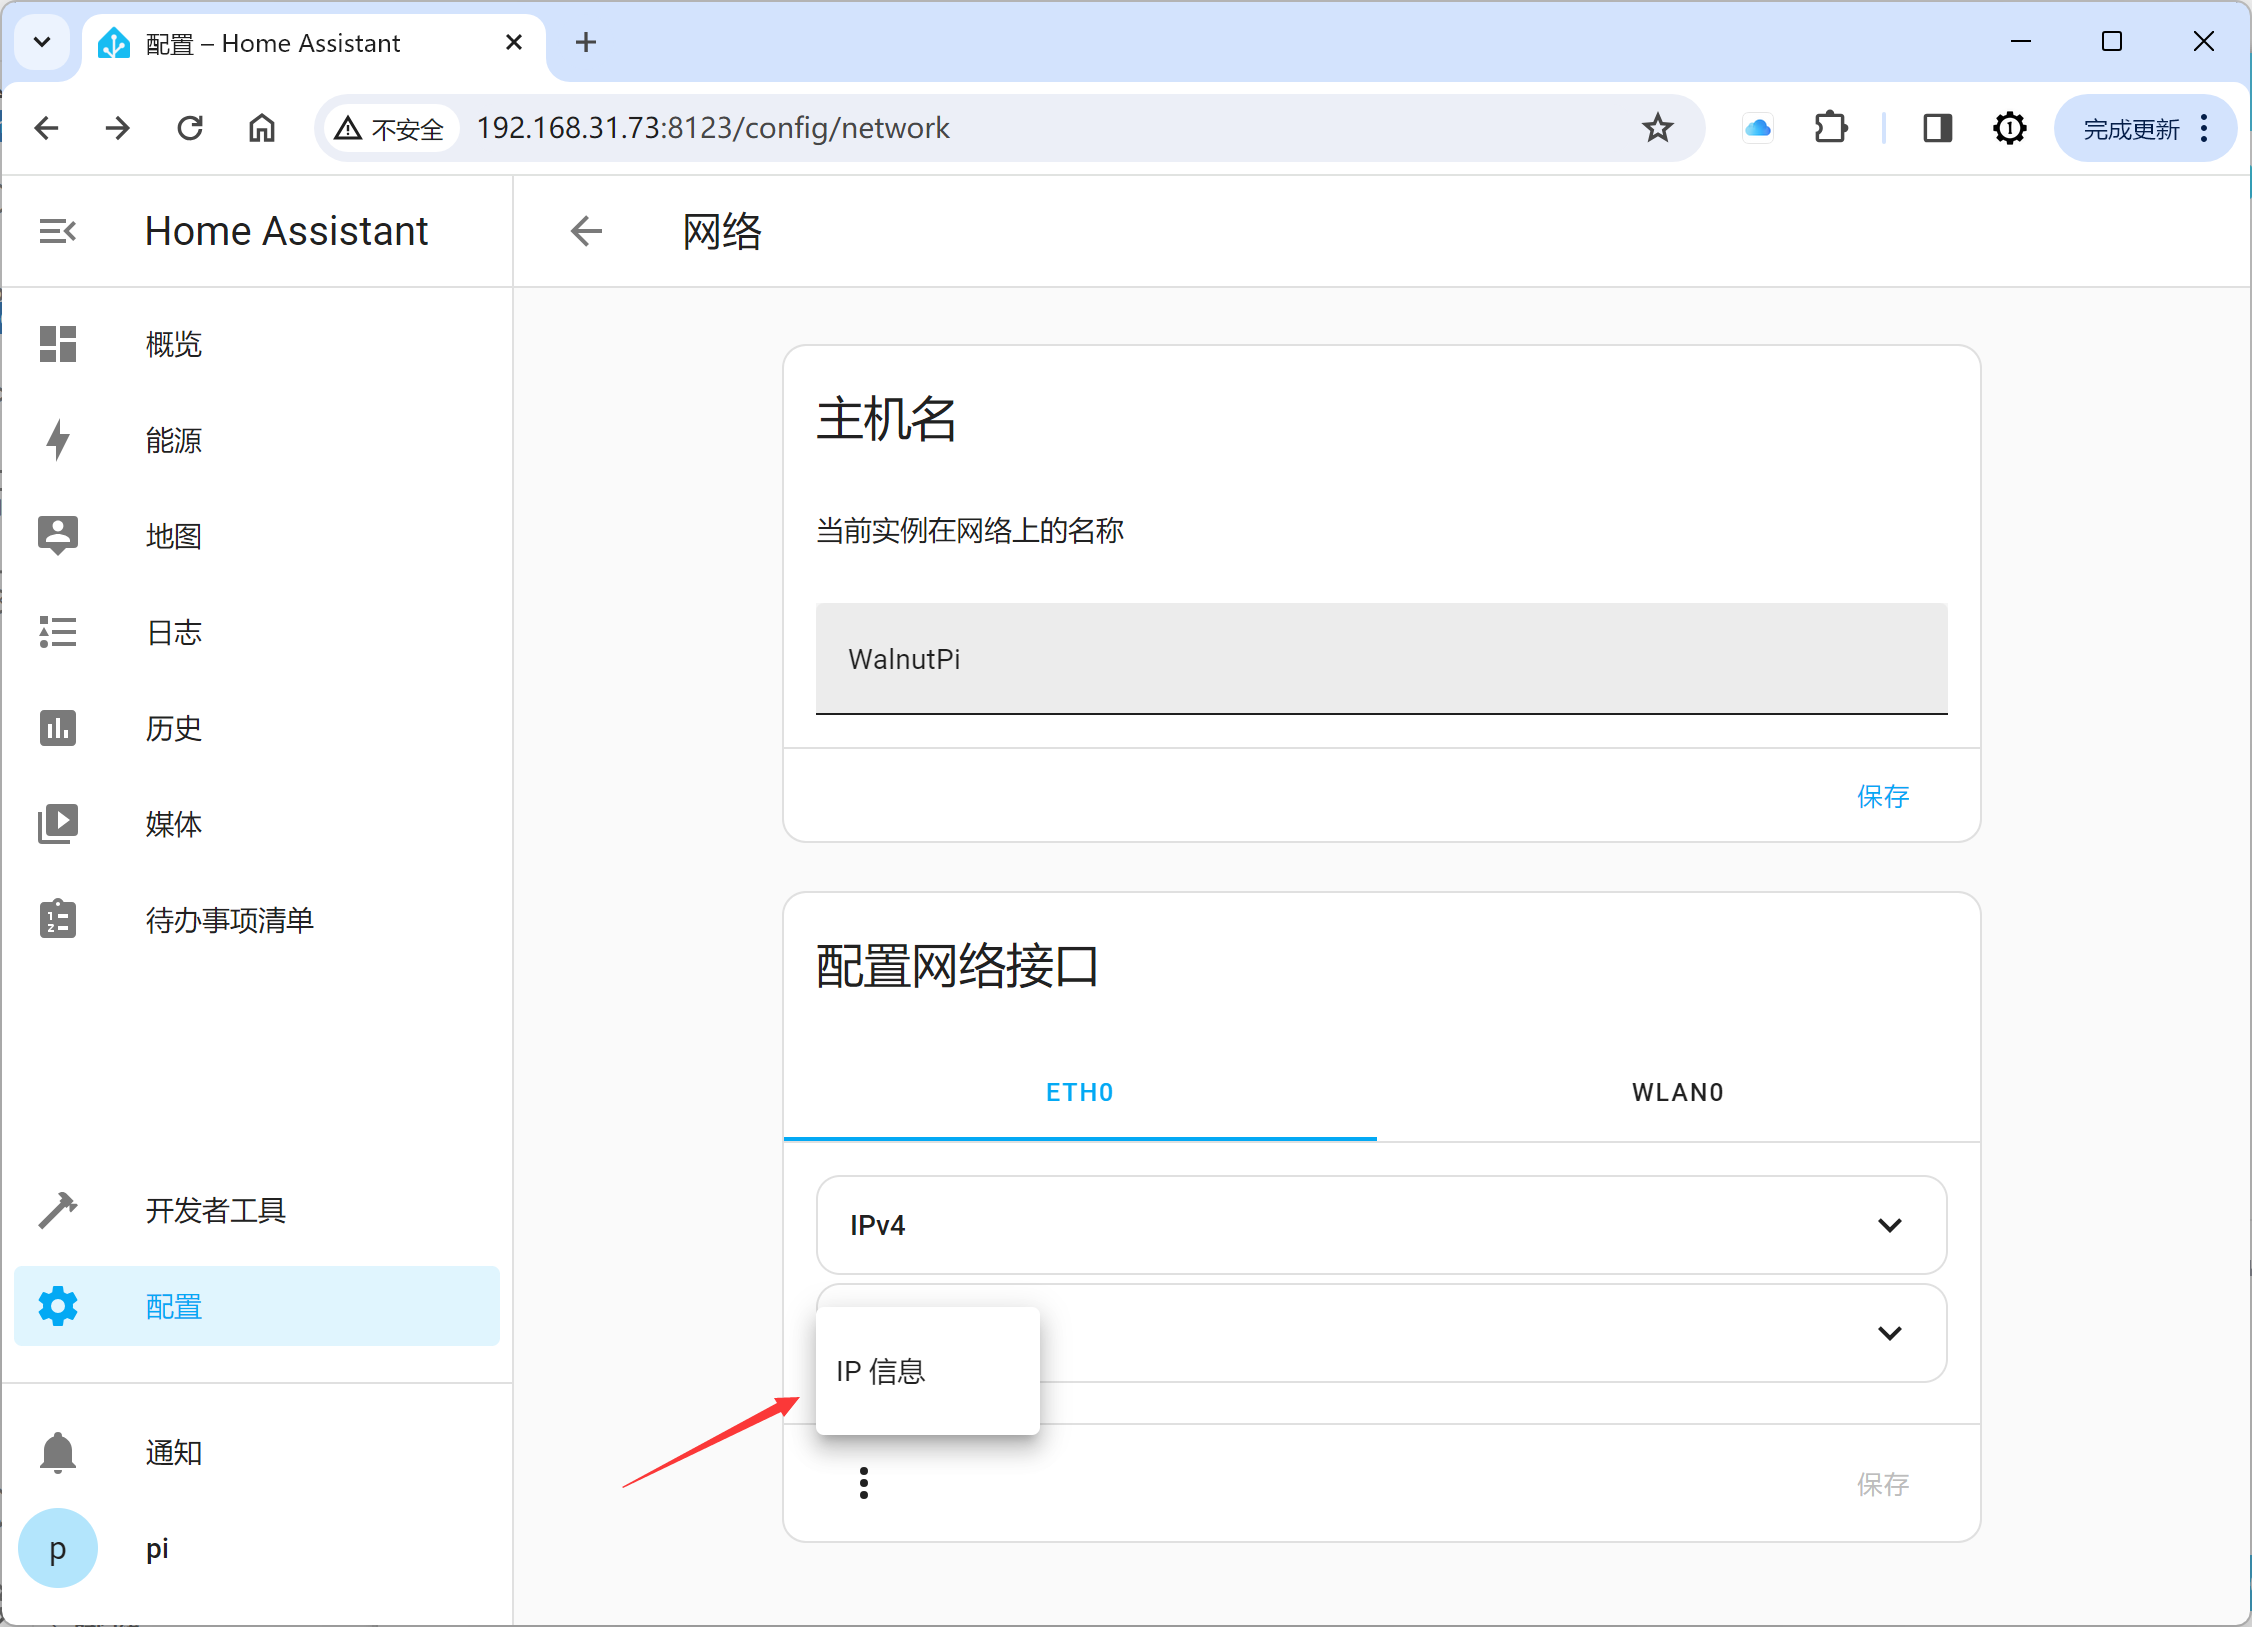 配置 – Home Assistant
不安全
192.168.31.73:8123/config/network
完成更新
Home Assistant
网络
概览
能源
地图
日志
历史
媒体
待办事项清单
开发者工具
配置
通知
p
pi
主机名
当前实例在网络上的名称
WalnutPi
保存
配置网络接口
ETH0
WLAN0
IPv4
IP 信息
保存